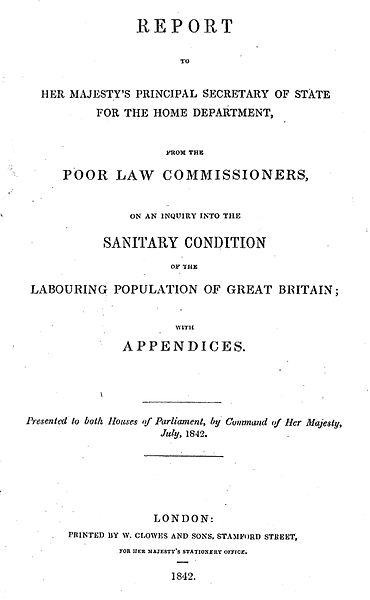 REPORT
TO
HER MAJESTY'S PRINCIPAL SECRETARY OF STATE
FOR THE HOME DEPARTMENT,
FROM THE
POOR LAW COMMISSIONERS,
ON AN INQUIRY INTO THE
SANITARY CONDITION
OF THE
LABOURING POPULATION OF GREAT BRITAIN;
WITH
APPENDICES.
Presented to both Houses of Parliament, by Command of Her Majesty,
July, 1842.
LONDON:
PRINTED BY W. CLOWES AND SONS, STAMFORD STREET,
FOR HER MAJESTY'S STATIONERY OFFICE.
1842.